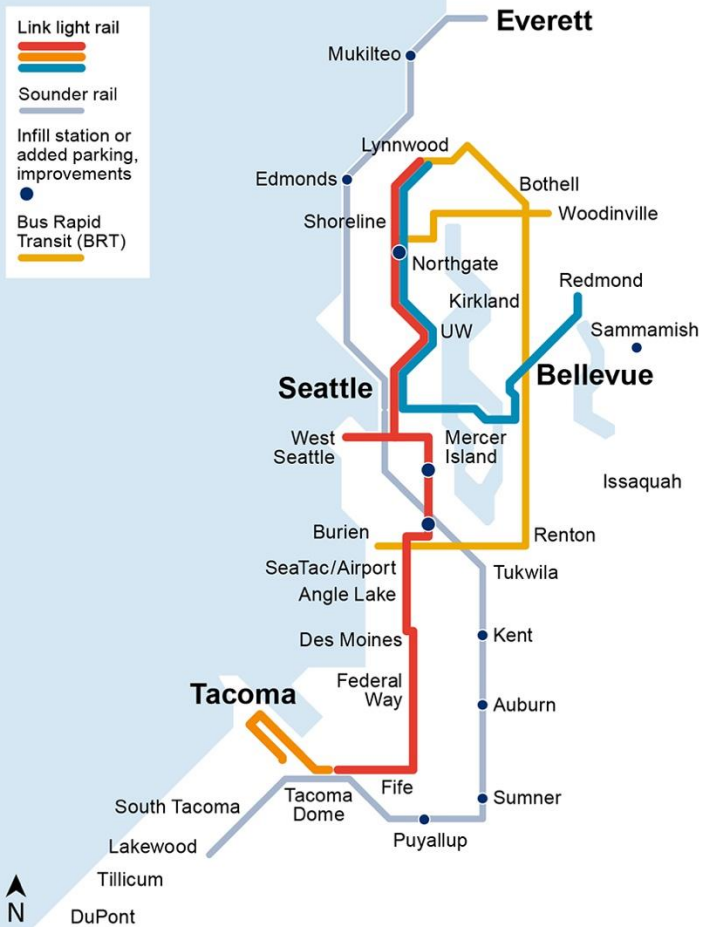 Link light rail
Sounder rail
Infill station or
added parking,
improvements
Bus Rapid
Transit (BRT)
Everett
Mukilteo
Lynnwood
Edmonds
Bothell
Shoreline
Woodinville
Northgate
Redmond
Kirkland
UW
Sammamish
Seattle
Bellevue
West
Seattle
Mercer
Island
Issaquah
Burien
Renton
SeaTac/Airport
Tukwila
Angle Lake
Des Moines
Kent
Federal
Way
Tacoma
Auburn
Fife
Tacoma
Dome
Sumner
South Tacoma
Puyallup
Lakewood
Tillicum
N
DuPont